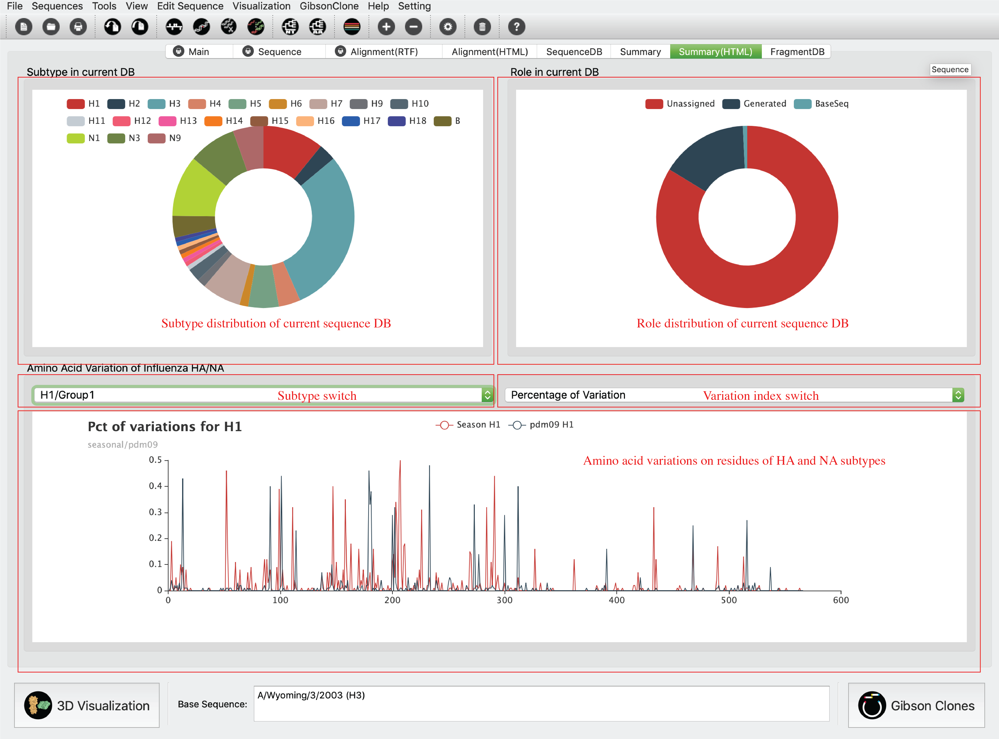 File Sequences Tools View Edit Sequence Visualization GibsonClone Help Setting
NT AA
Main Sequence Alignment(RTF) Alignment(HTML) SequenceDB Summary Summary(HTML) FragmentDB
Subtype in current DB
Role in current DB
Sequence
H1 H2 H3 H4 H5 H6 H7 H9 H10
H11 H12 H13 H14 H15 H16 H17 H18 B
N1 N3 N9
Subtype distribution of current sequence DB
Unassigned Generated BaseSeq
Role distribution of current sequence DB
Amino Acid Variation of Influenza HA/NA
H1/Group1 Subtype switch
Percentage of Variation Variation index switch
Pct of variations for H1
seasonal/pdm09
Season H1 pdm09 H1
Amino acid variations on residues of HA and NA subtypes
0.5
0.4
0.3
0.2
0.1
0
0 100 200 300 400 500 600
3D Visualization
Base Sequence:
A/Wyoming/3/2003 (H3)
Gibson Clones